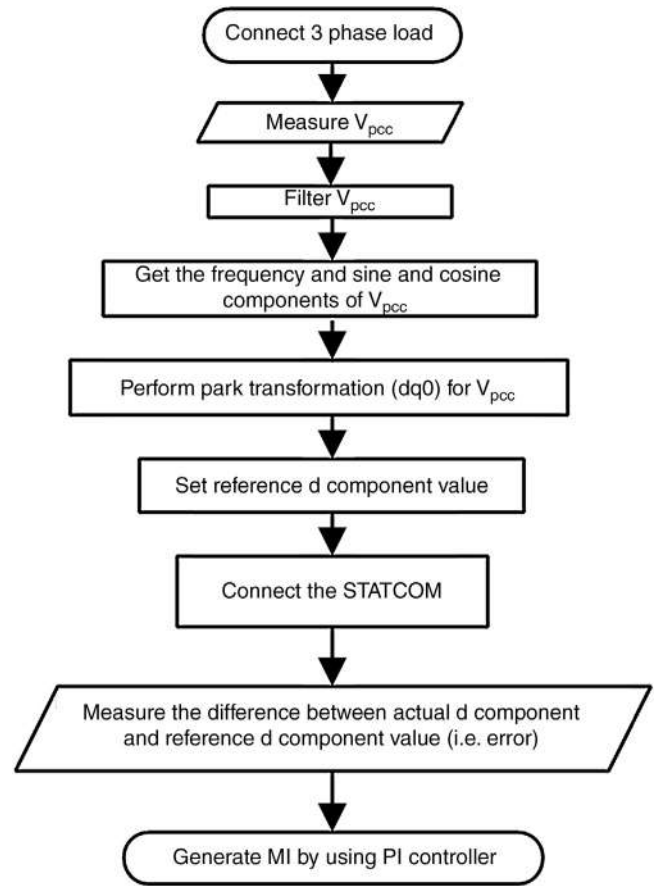 Connect 3 phase load
Measure Vpcc
Filter Vpcc
Get the frequency and sine and cosine
components of Vpcc
Perform park transformation (dq0) for Vpcc
Set reference d component value
Connect the STATCOM
Measure the difference between actual d component
and reference d component value (i.e. error)
Generate MI by using PI controller